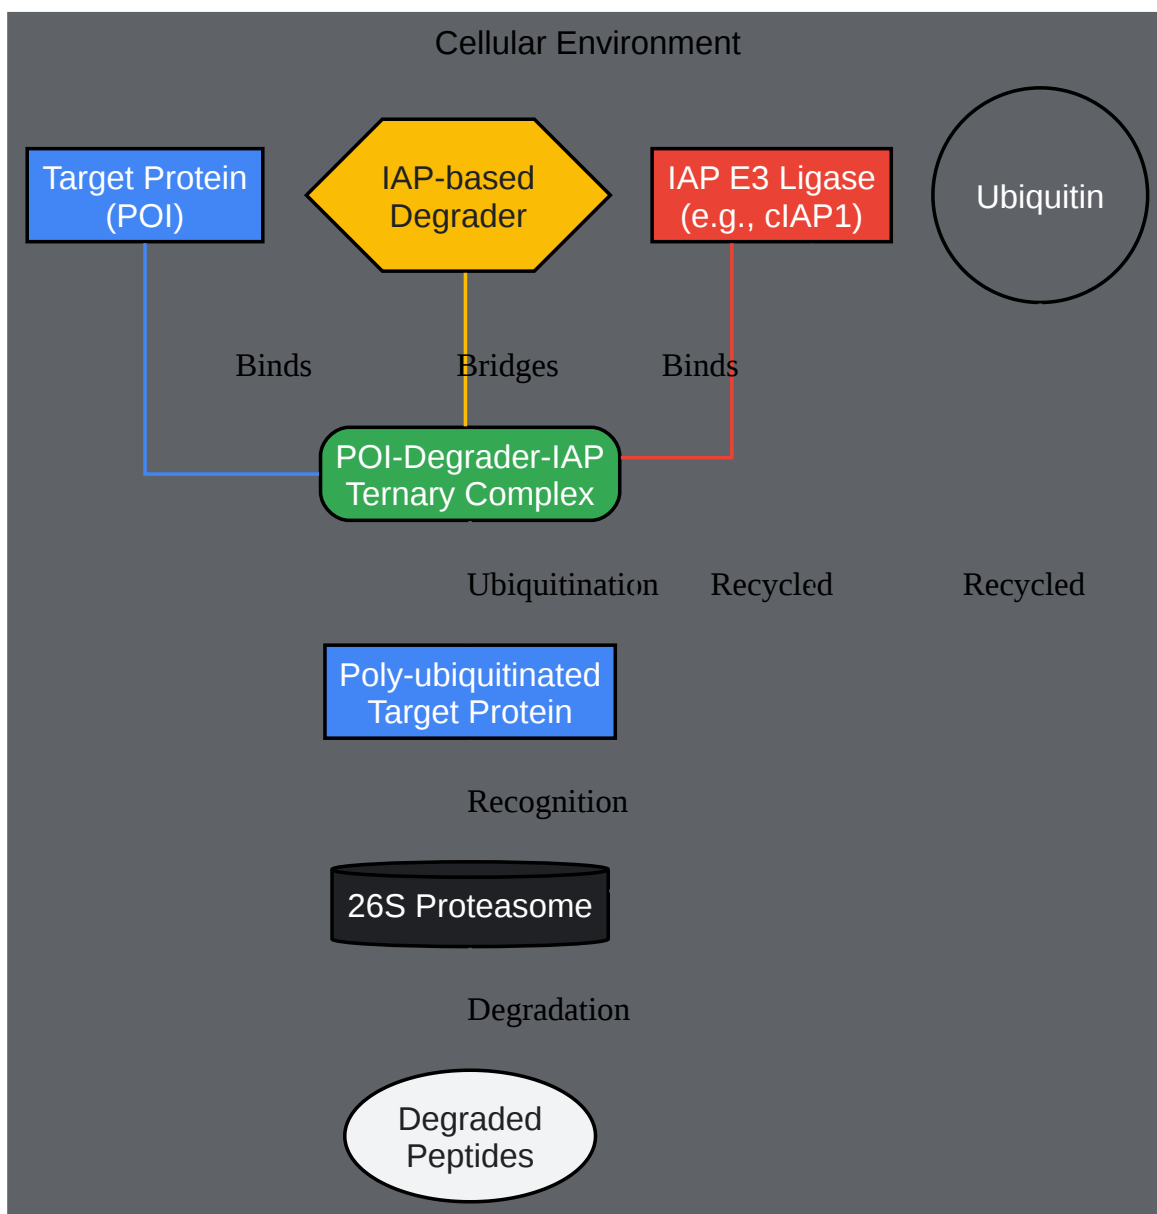 Cellular Environment
Target Protein
(POI)
IAP-based
Degrader
IAP E3 Ligase
(e.g., cIAP1)
Ubiquitin
Binds
Bridges
Binds
POI-Degrader-IAP
Ternary Complex
Ubiquitination
Recycled
Recycled
Poly-ubiquitinated
Target Protein
Recognition
26S Proteasome
Degradation
Degraded
Peptides